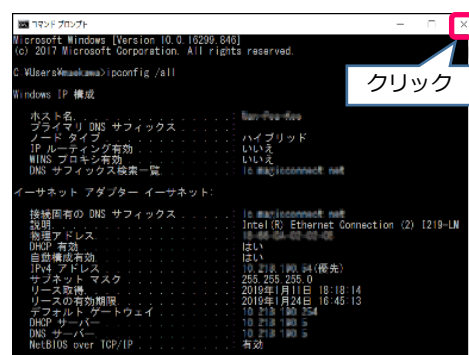 コマンド プロンプト
Microsoft Windows [Version 10.0.16299.846]
(c) 2017 Microsoft Corporation. All rights reserved.
C:¥Users¥maekawa>ipconfig /all
クリック
Windows IP 構成
ホスト名. . . . . . . . . . . . . . . :
プライマリ DNS サフィックス . . . . . . :
ノード タイプ . . . . . . . . . . . . : ハイブリッド
IP ルーティング有効 . . . . . . . . . : いいえ
WINS プロキシ有効 . . . . . . . . . . : いいえ
DNS サフィックス検索一覧. . . . . . . :
イーサネット アダプター イーサネット:
接続固有の DNS サフィックス . . . . . :
説明. . . . . . . . . . . . . . . . . : Intel(R) Ethernet Connection (2) I219-LM
物理アドレス. . . . . . . . . . . . . :
DHCP 有効 . . . . . . . . . . . . . . : はい
自動構成有効. . . . . . . . . . . . . : はい
IPv4 アドレス . . . . . . . . . . . . : (優先)
サブネット マスク . . . . . . . . . . : 255.255.255.0
リース取得. . . . . . . . . . . . . . : 2019年1月11日 18:18:14
リースの有効期限. . . . . . . . . . . : 2019年1月24日 16:45:13
デフォルト ゲートウェイ . . . . . . . :
DHCP サーバー . . . . . . . . . . . . :
DNS サーバー. . . . . . . . . . . . . :
NetBIOS over TCP/IP . . . . . . . . . : 有効